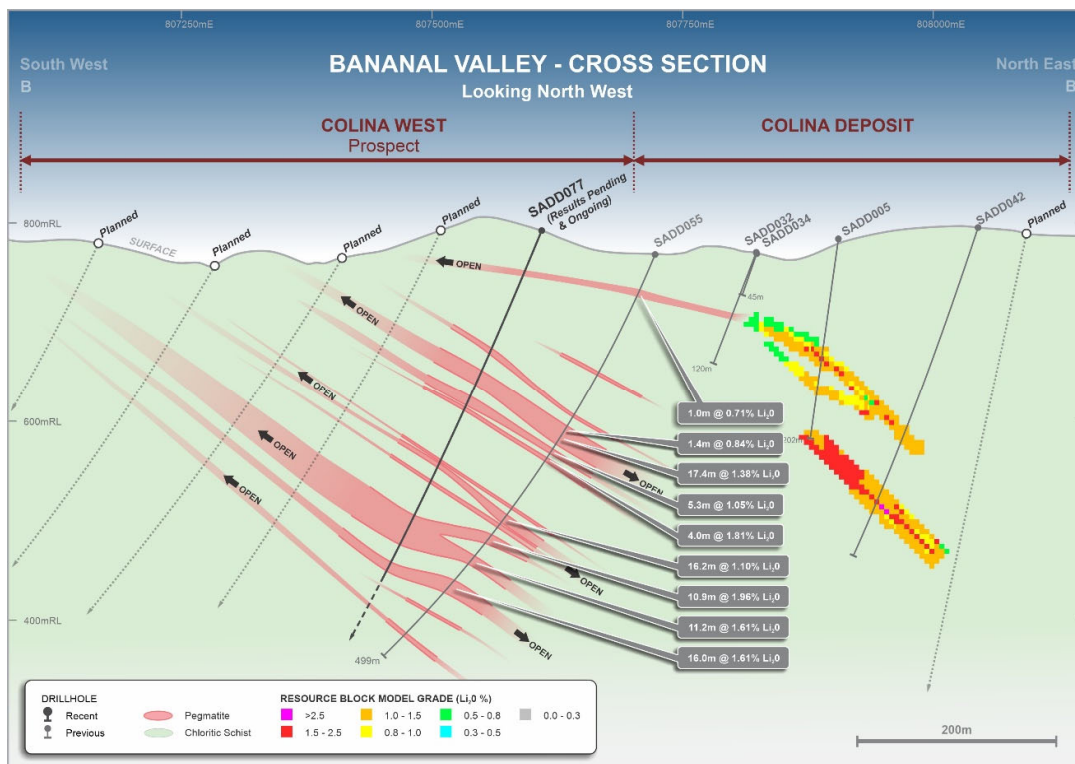 807250mE
807500mE
807750mE
808000mE
South West
B
BANANAL VALLEY - CROSS SECTION
Looking North West
North East
B
COLINA WEST
Prospect
COLINA DEPOSIT
800mRL
600mRL
400mRL
SURFACE
Planned
Planned
Planned
Planned
SADD077
(Results Pending
& Ongoing)
SADD055
SADD032
SADD034
SADD005
SADD042
Planned
OPEN
OPEN
OPEN
OPEN
OPEN
OPEN
OPEN
OPEN
45m
120m
202m
499m
1.0m @ 0.71% Li₂0
1.4m @ 0.84% Li₂0
17.4m @ 1.38% Li₂0
5.3m @ 1.05% Li₂0
4.0m @ 1.81% Li₂0
16.2m @ 1.10% Li₂0
10.9m @ 1.96% Li₂0
11.2m @ 1.61% Li₂0
16.0m @ 1.61% Li₂0
DRILLHOLE
Recent
Previous
Pegmatite
Chloritic Schist
RESOURCE BLOCK MODEL GRADE (Li₂0 %)
>2.5
1.0 - 1.5
0.5 - 0.8
0.0 - 0.3
1.5 - 2.5
0.8 - 1.0
0.3 - 0.5
200m